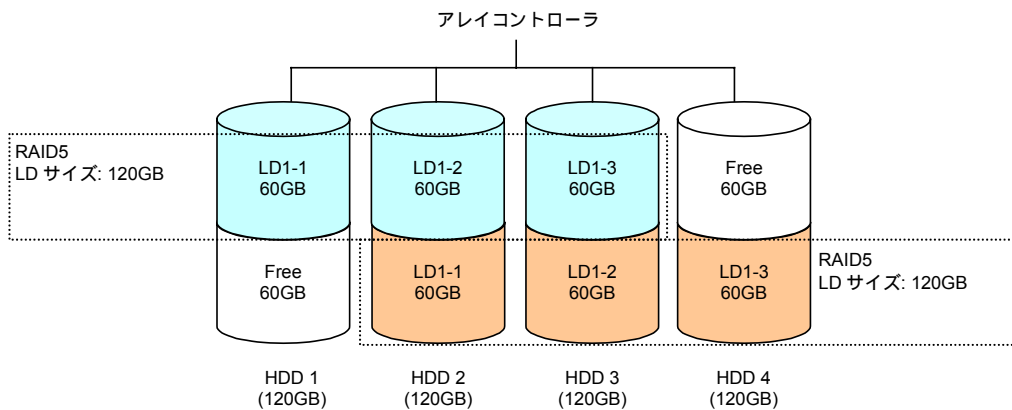 アレイコントローラ
RAID5
LD サイズ: 120GB
LD1-1
60GB
LD1-2
60GB
LD1-3
60GB
Free
60GB
Free
60GB
LD1-1
60GB
LD1-2
60GB
LD1-3
60GB
RAID5
LD サイズ: 120GB
HDD 1
(120GB)
HDD 2
(120GB)
HDD 3
(120GB)
HDD 4
(120GB)